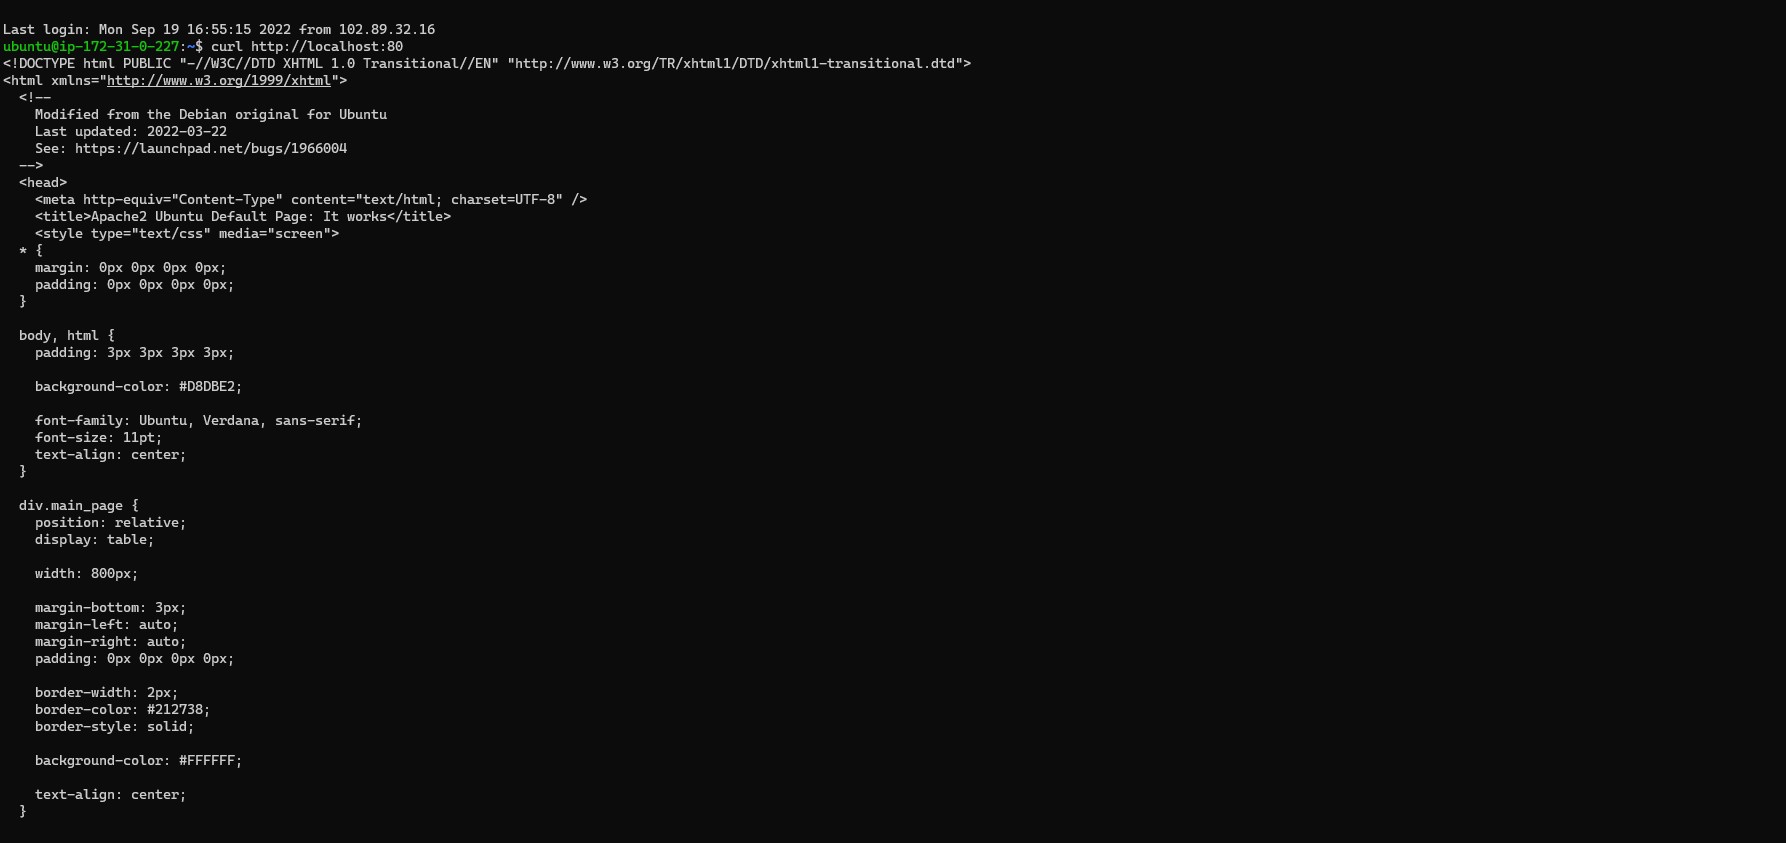 Last login: Mon Sep 19 16:55:15 2022 from 102.89.32.16
ubuntu@ip-172-31-0-227:~$ curl http://localhost:80
<!DOCTYPE html PUBLIC "-//W3C//DTD XHTML 1.0 Transitional//EN" "http://www.w3.org/TR/xhtml1/DTD/xhtml1-transitional.dtd">
<html xmlns="http://www.w3.org/1999/xhtml">
  <!--
    Modified from the Debian original for Ubuntu
    Last updated: 2022-03-22
    See: https://launchpad.net/bugs/1966004
  -->
  <head>
    <meta http-equiv="Content-Type" content="text/html; charset=UTF-8" />
    <title>Apache2 Ubuntu Default Page: It works</title>
    <style type="text/css" media="screen">
  * {
    margin: 0px 0px 0px 0px;
    padding: 0px 0px 0px 0px;
  }

  body, html {
    padding: 3px 3px 3px 3px;

    background-color: #D8DBE2;

    font-family: Ubuntu, Verdana, sans-serif;
    font-size: 11pt;
    text-align: center;
  }

  div.main_page {
    position: relative;
    display: table;

    width: 800px;

    margin-bottom: 3px;
    margin-left: auto;
    margin-right: auto;
    padding: 0px 0px 0px 0px;

    border-width: 2px;
    border-color: #212738;
    border-style: solid;

    background-color: #FFFFFF;

    text-align: center;
  }